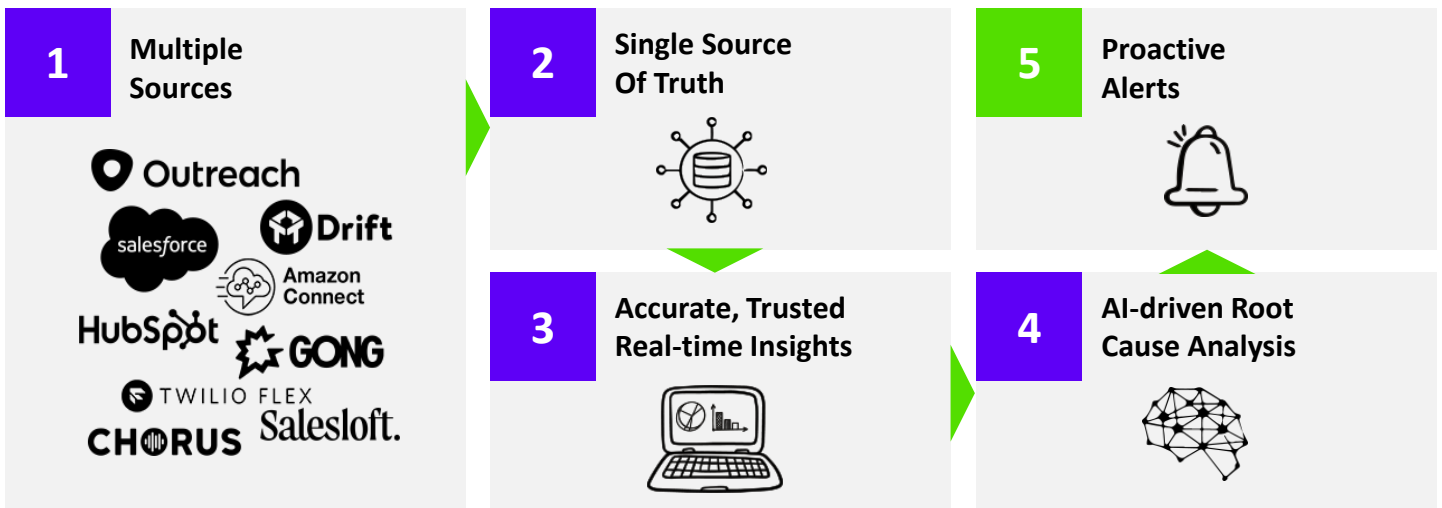 1
Multiple
Sources
Outreach
salesforce
Drift
Amazon
Connect
HubSpot
GONG
TWILIO FLEX
Salesloft.
CHORUS
2
Single Source
Of Truth
3
Accurate, Trusted
Real-time Insights
4
AI-driven Root
Cause Analysis
5
Proactive
Alerts